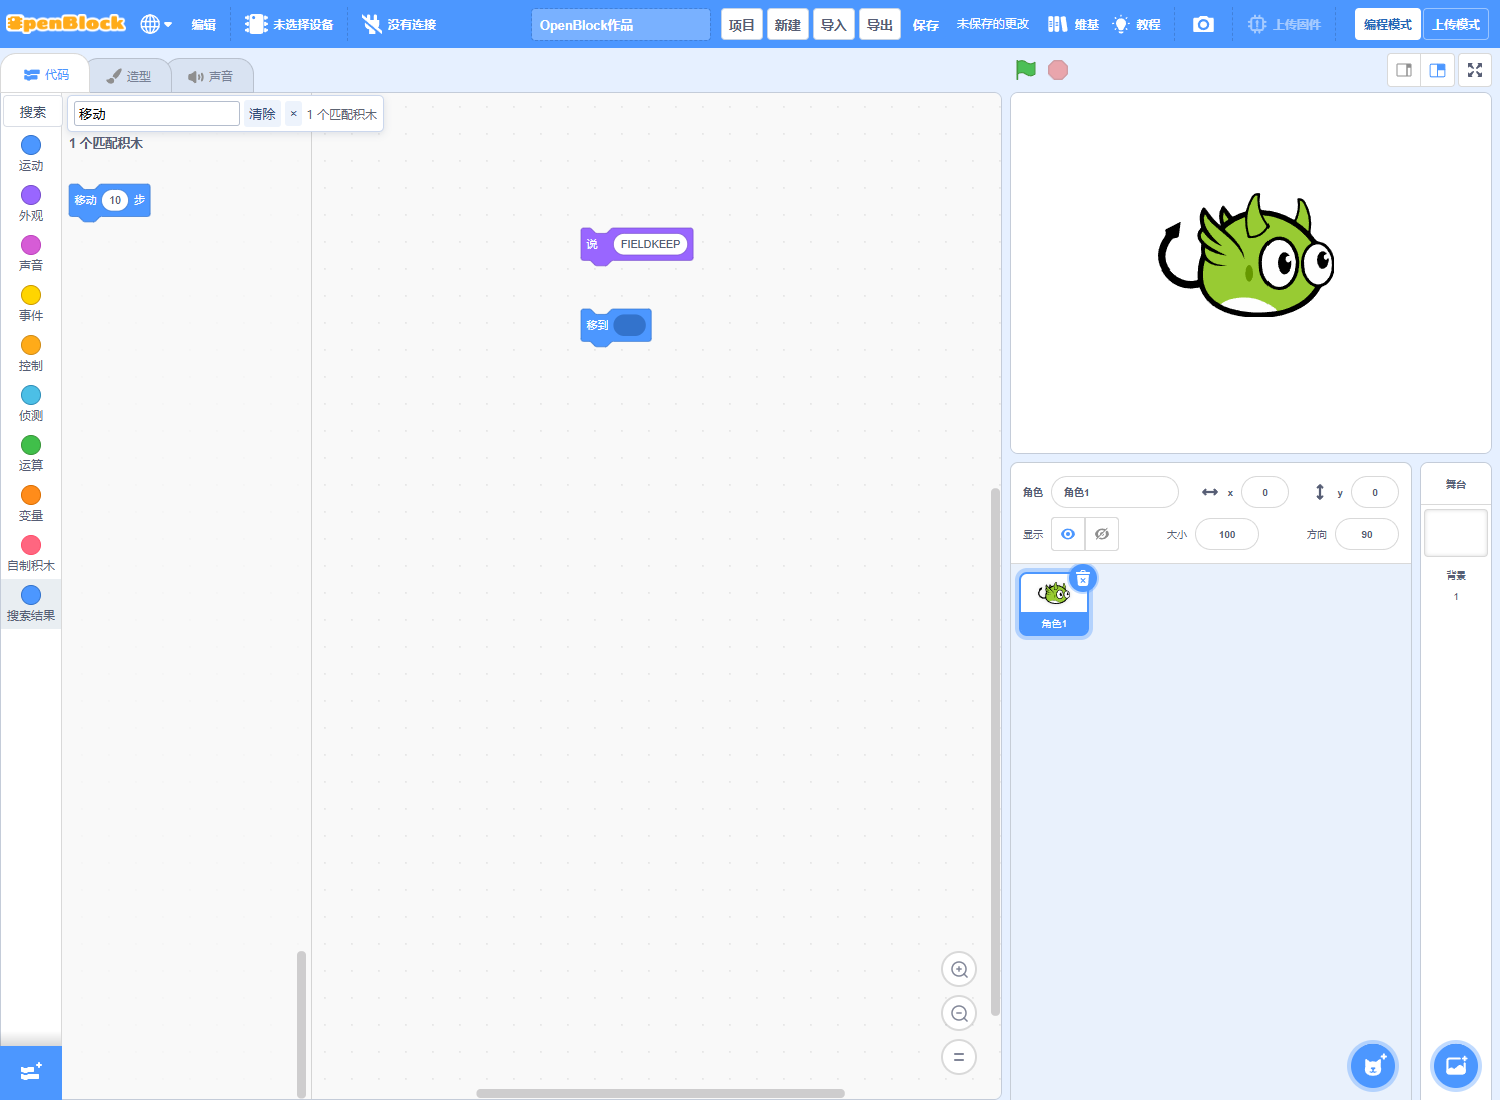 OpenBlock
编辑
未选择设备
没有连接
OpenBlock作品
项目
新建
导入
导出
保存
未保存的更改
维基
教程
上传固件
编程模式
上传模式
代码
造型
声音
搜索
移动
清除
×
1 个匹配积木
1 个匹配积木
运动
外观
声音
事件
控制
侦测
运算
变量
自制积木
搜索结果
移动 10 步
说 FIELDKEEP
移到
角色
角色1
x
0
y
0
显示
大小
100
方向
90
角色1
舞台
背景
1